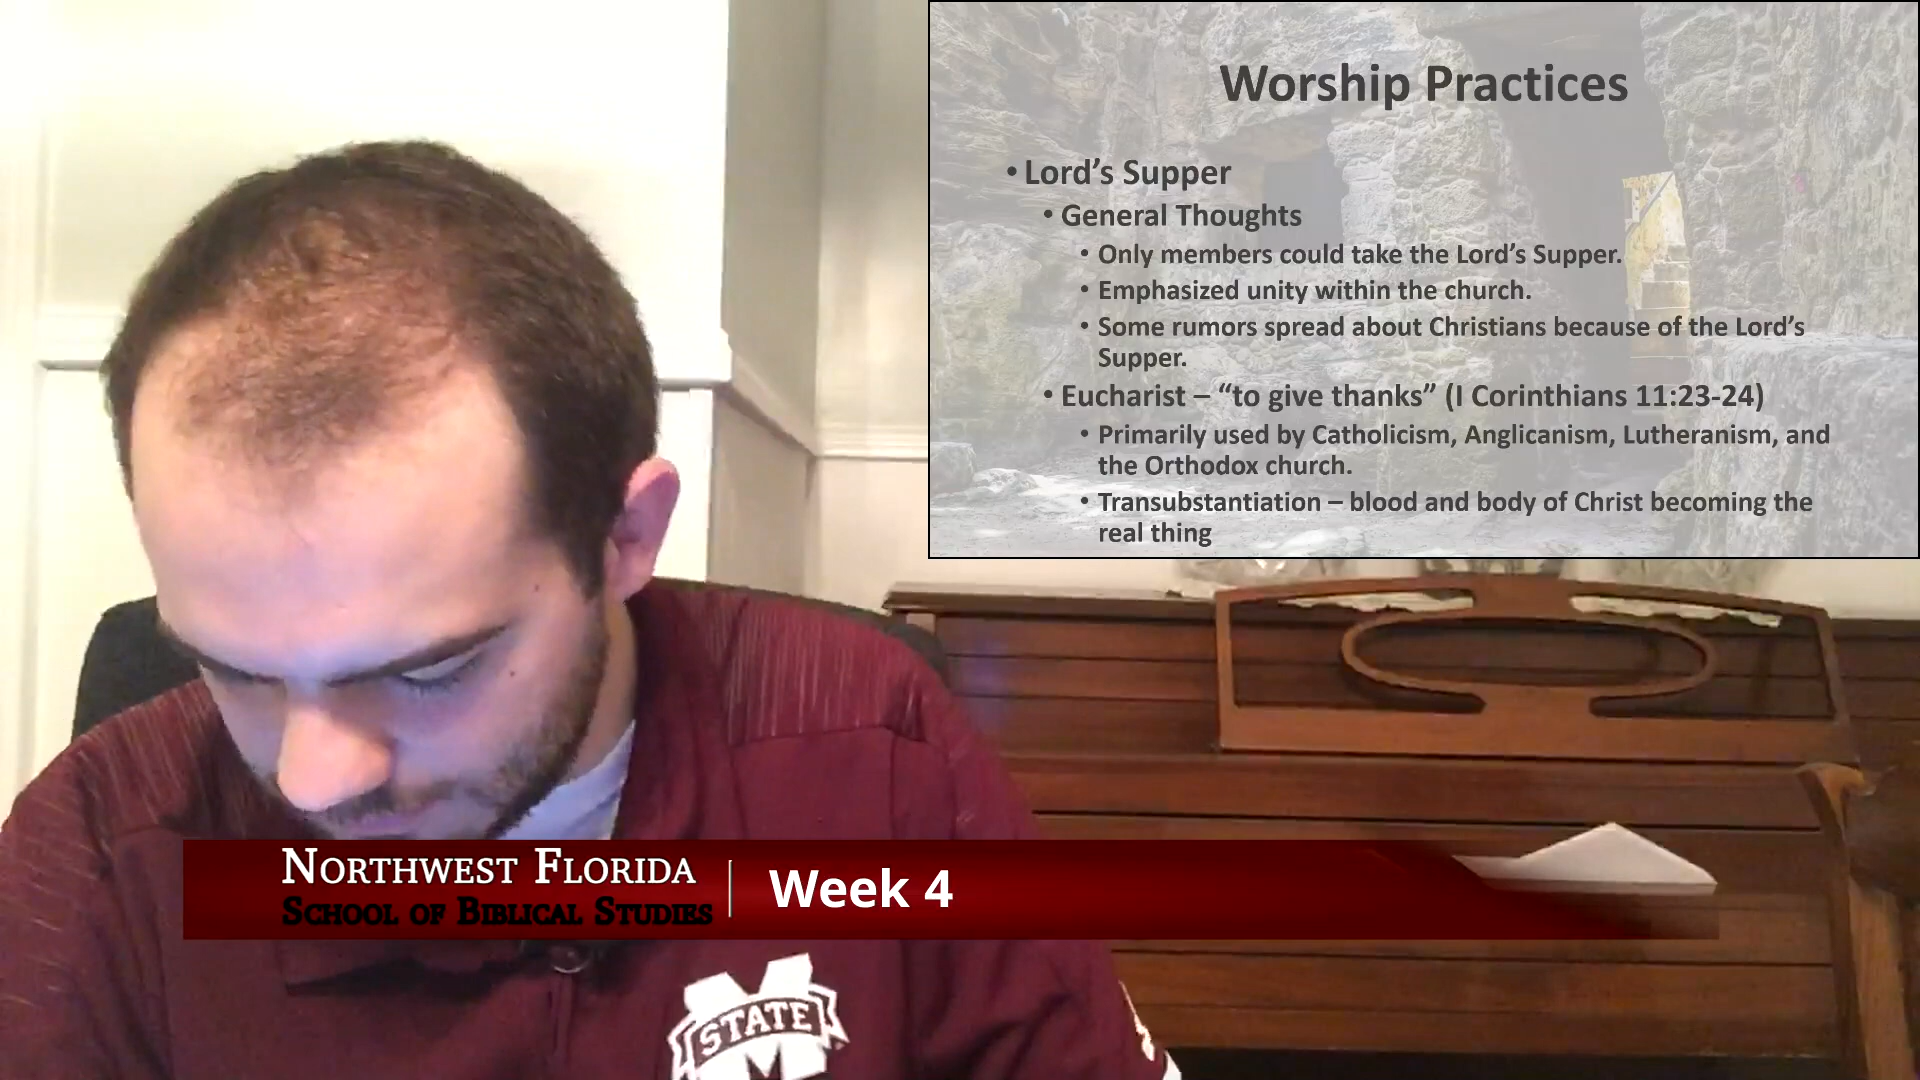 Worship Practices
• Lord’s Supper
• General Thoughts
• Only members could take the Lord’s Supper.
• Emphasized unity within the church.
• Some rumors spread about Christians because of the Lord’s
Supper.
• Eucharist – “to give thanks” (I Corinthians 11:23-24)
• Primarily used by Catholicism, Anglicanism, Lutheranism, and
the Orthodox church.
• Transubstantiation – blood and body of Christ becoming the
real thing
Northwest Florida
School of Biblical Studies
Week 4
M
STATE